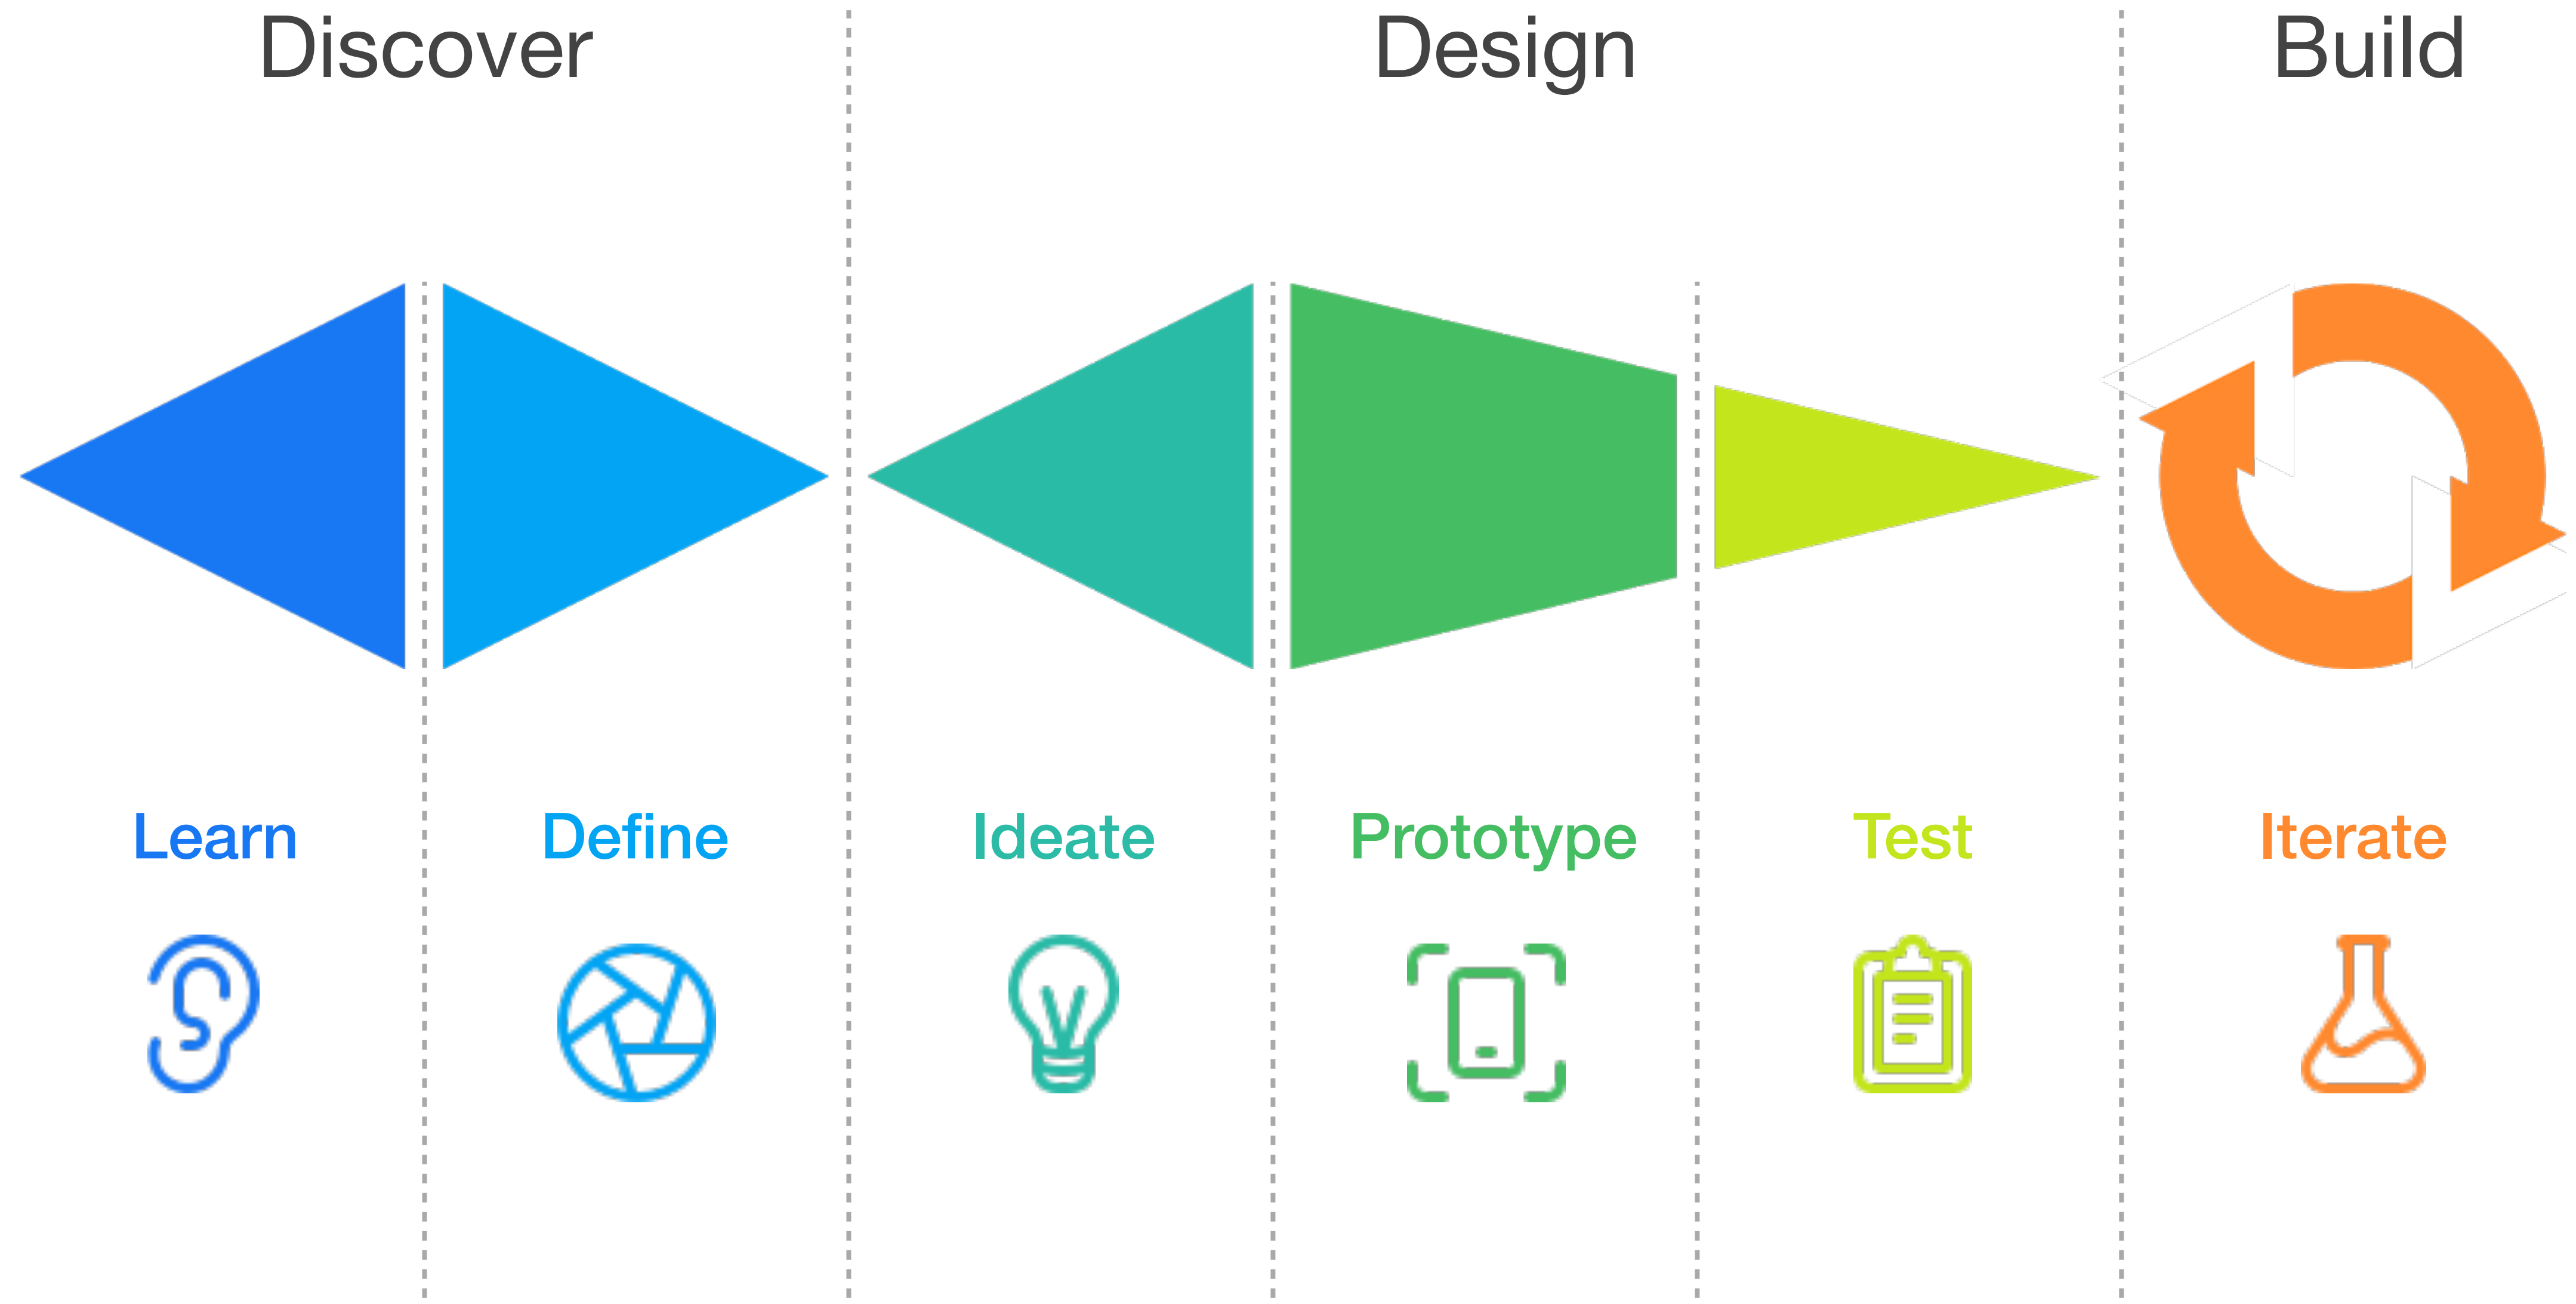 Discover
Design
Build
Learn
Define
Ideate
Prototype
Test
Iterate